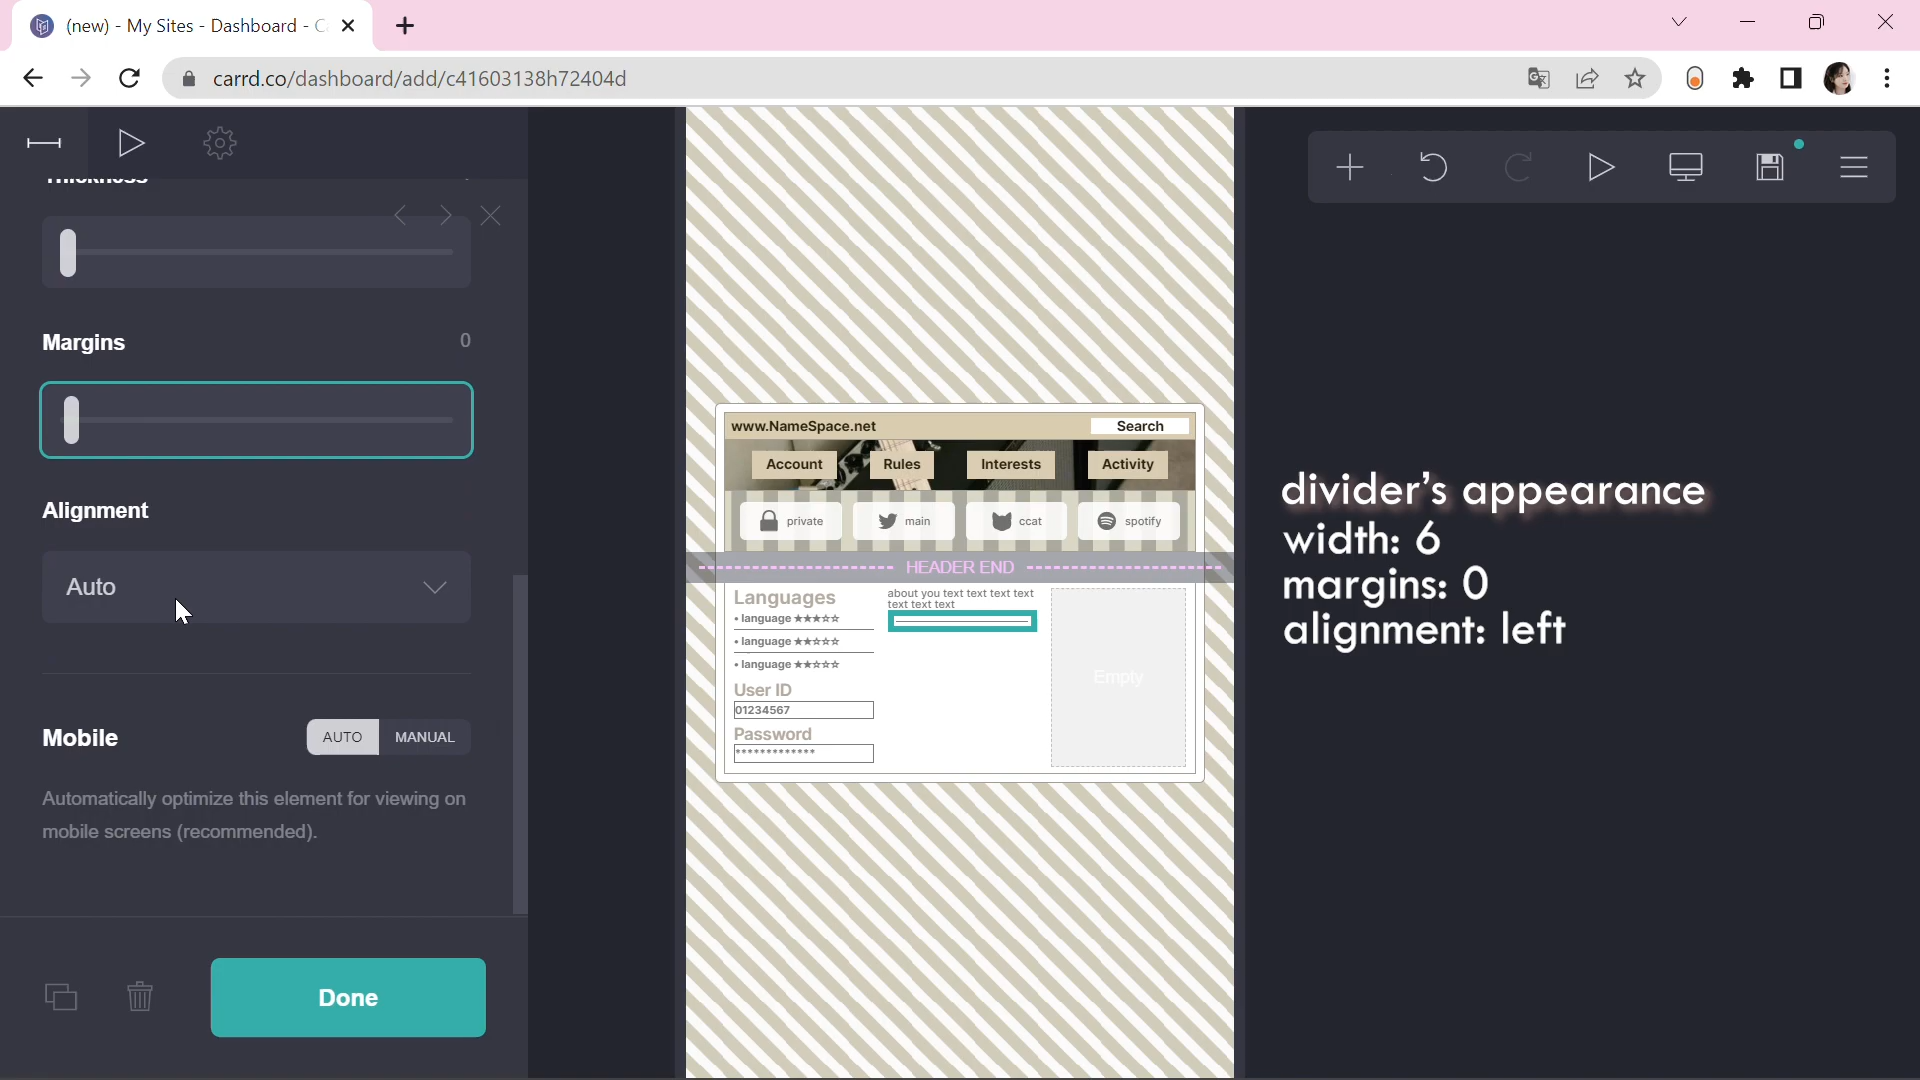 (new) - My Sites - Dashboard - C
carrd.co/dashboard/add/c41603138h72404d
Thickness
Margins 0
Alignment
Auto
Mobile AUTO MANUAL
Automatically optimize this element for viewing on
mobile screens (recommended).
Done
www.NameSpace.net Search
Account Rules Interests Activity
private main ccat spotify
HEADER END
Languages
• language ★★★☆☆
• language ★★☆☆☆
• language ★★☆☆☆
User ID
01234567
Password
*************
about you text text text text
text text text
Empty
divider's appearance
width: 6
margins: 0
alignment: left